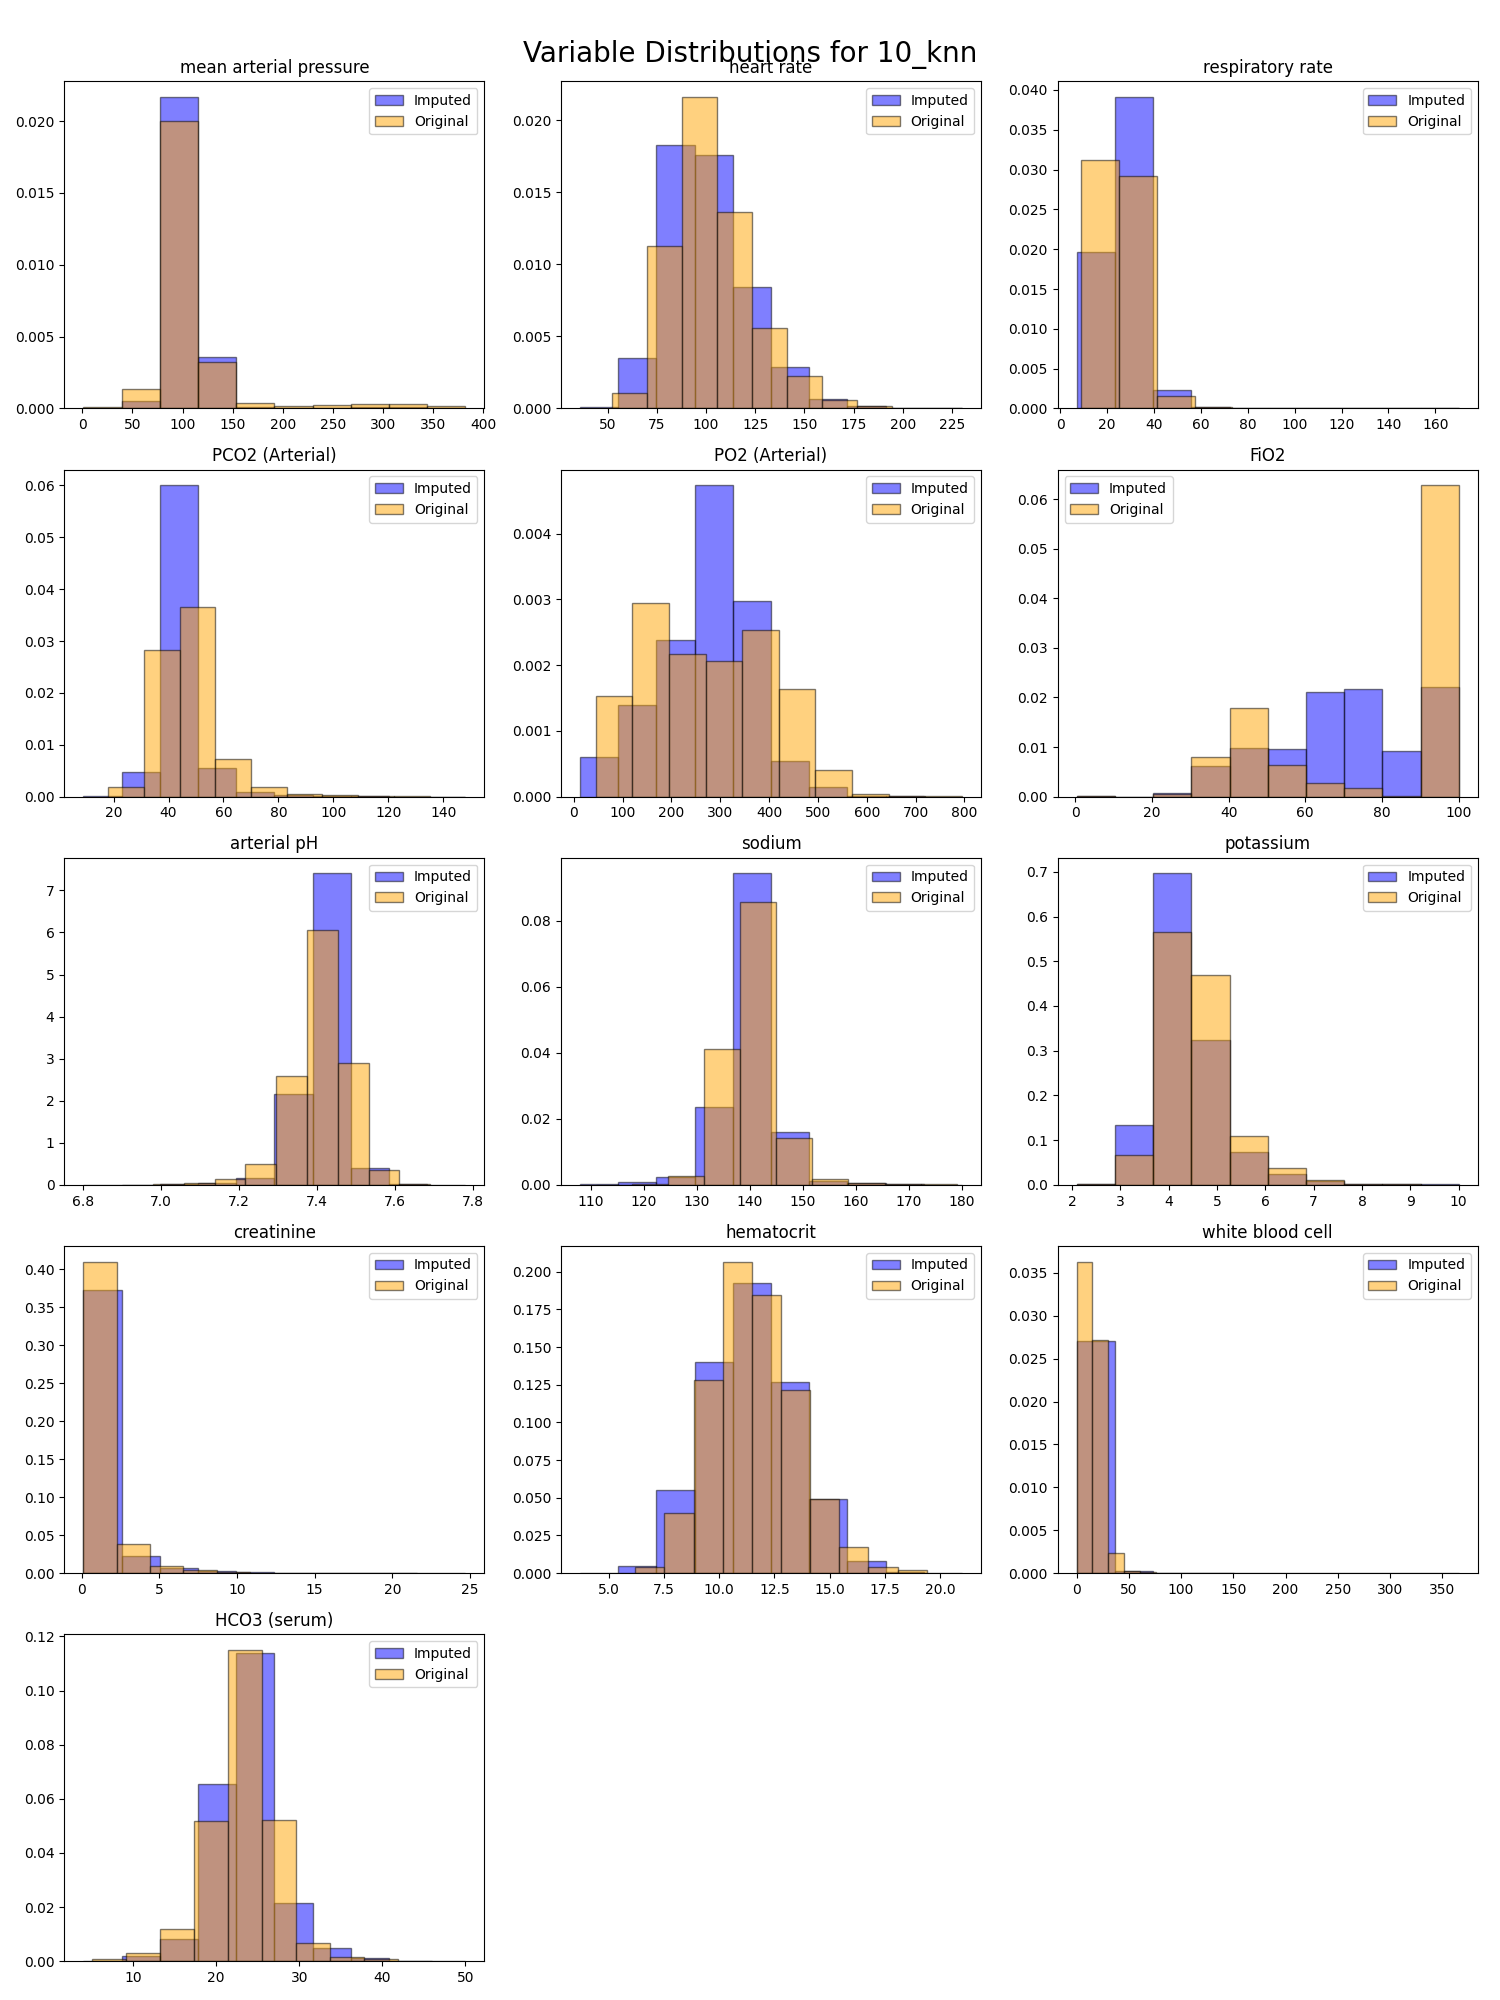 Variable Distributions for 10_knn
mean arterial pressure
Imputed
Original
0.020
0.015
0.010
0.005
0.000
0 50 100 150 200 250 300 350 400
heart rate
Imputed
Original
0.020
0.015
0.010
0.005
0.000
50 75 100 125 150 175 200 225
respiratory rate
Imputed
Original
0.040
0.035
0.030
0.025
0.020
0.015
0.010
0.005
0.000
0 20 40 60 80 100 120 140 160
PCO2 (Arterial)
Imputed
Original
0.06
0.05
0.04
0.03
0.02
0.01
0.00
20 40 60 80 100 120 140
PO2 (Arterial)
Imputed
Original
0.004
0.003
0.002
0.001
0.000
0 100 200 300 400 500 600 700 800
FiO2
Imputed
Original
0.06
0.05
0.04
0.03
0.02
0.01
0.00
0 20 40 60 80 100
arterial pH
Imputed
Original
7
6
5
4
3
2
1
0
6.8 7.0 7.2 7.4 7.6 7.8
sodium
Imputed
Original
0.08
0.06
0.04
0.02
0.00
110 120 130 140 150 160 170 180
potassium
Imputed
Original
0.7
0.6
0.5
0.4
0.3
0.2
0.1
0.0
2 3 4 5 6 7 8 9 10
creatinine
Imputed
Original
0.40
0.35
0.30
0.25
0.20
0.15
0.10
0.05
0.00
0 5 10 15 20 25
hematocrit
Imputed
Original
0.200
0.175
0.150
0.125
0.100
0.075
0.050
0.025
0.000
5.0 7.5 10.0 12.5 15.0 17.5 20.0
white blood cell
Imputed
Original
0.035
0.030
0.025
0.020
0.015
0.010
0.005
0.000
0 50 100 150 200 250 300 350
HCO3 (serum)
Imputed
Original
0.12
0.10
0.08
0.06
0.04
0.02
0.00
10 20 30 40 50